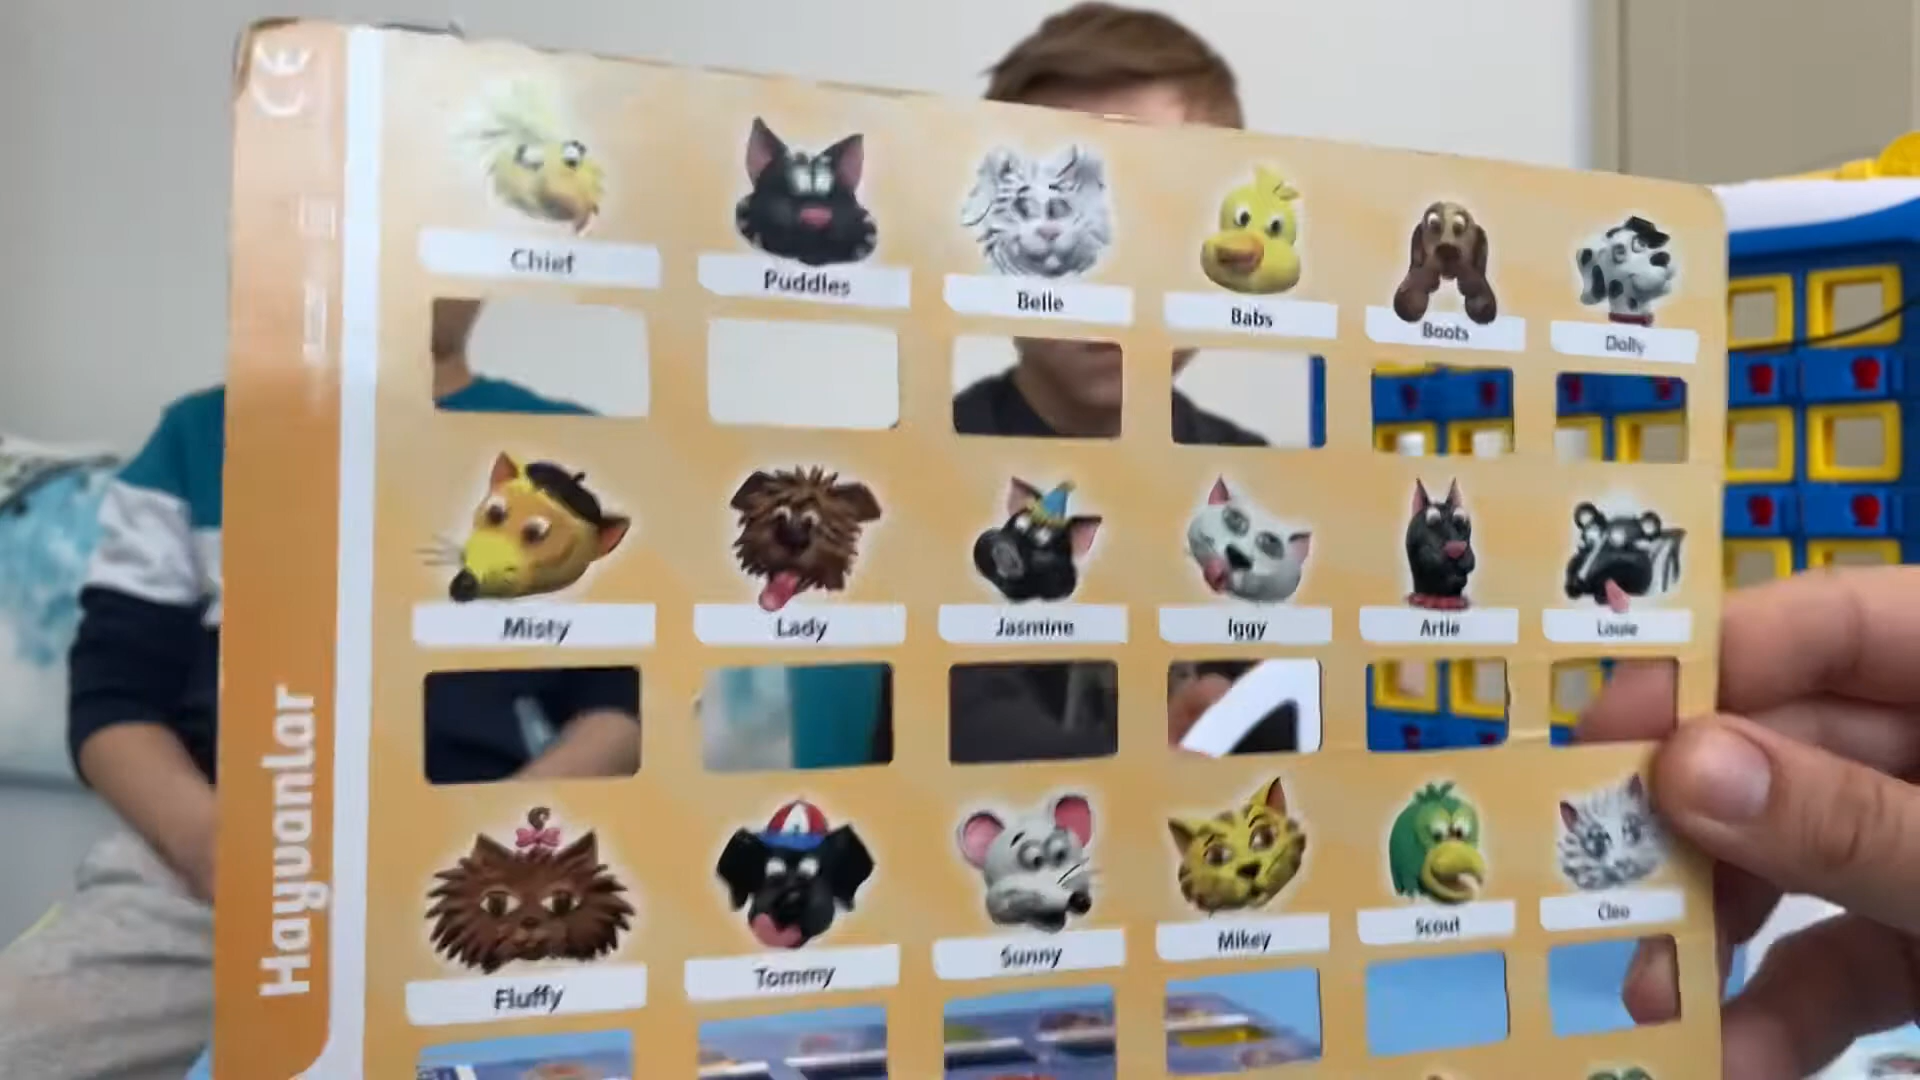 CE
Hayvanlar
Chief
Puddles
Belle
Babs
Boots
Dolly
Misty
Lady
Jasmine
Iggy
Artie
Louie
Fluffy
Tommy
Sunny
Mikey
Scout
Cleo